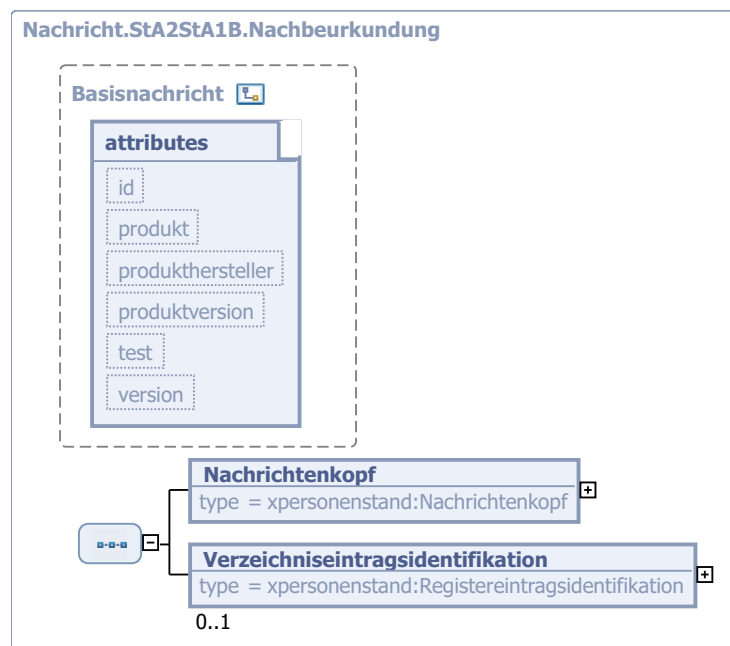 Nachricht.StA2StA1B.Nachbeurkundung
Basisnachricht
attributes
id
produkt
produkthersteller
produktversion
test
version
Nachrichtenkopf
type = xpersonenstand:Nachrichtenkopf
Verzeichniseintragsidentifikation
type = xpersonenstand:Registereintragsidentifikation
0..1